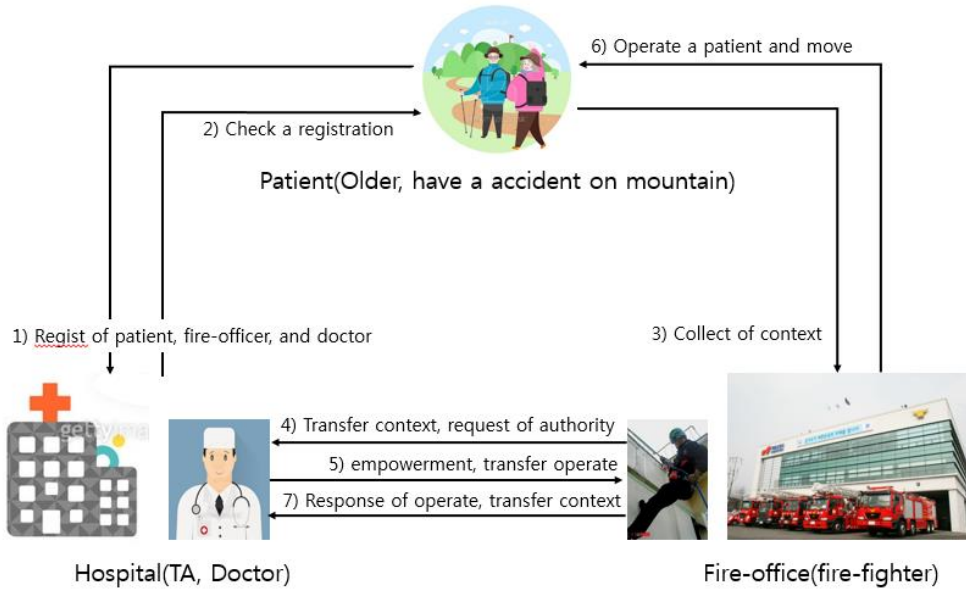 6) Operate a patient and move
2) Check a registration
Patient(Older, have a accident on mountain)
1) Regist of patient, fire-officer, and doctor
3) Collect of context
4) Transfer context, request of authority
5) empowerment, transfer operate
7) Response of operate, transfer context
Hospital(TA, Doctor)
Fire-office(fire-fighter)